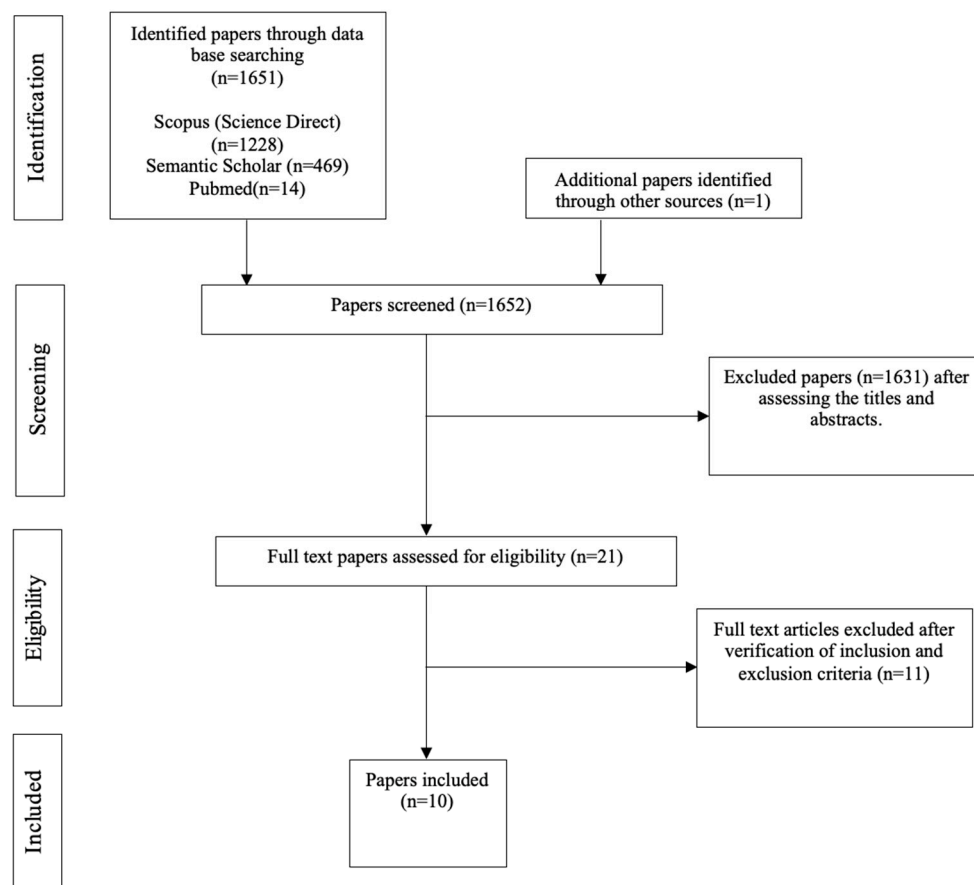 Identification
Identified papers through data
base searching
(n=1651)
Scopus (Science Direct)
(n=1228)
Semantic Scholar (n=469)
Pubmed(n=14)
Additional papers identified
through other sources (n=1)
Screening
Papers screened (n=1652)
Excluded papers (n=1631) after
assessing the titles and
abstracts.
Eligibility
Full text papers assessed for eligibility (n=21)
Full text articles excluded after
verification of inclusion and
exclusion criteria (n=11)
Included
Papers included
(n=10)